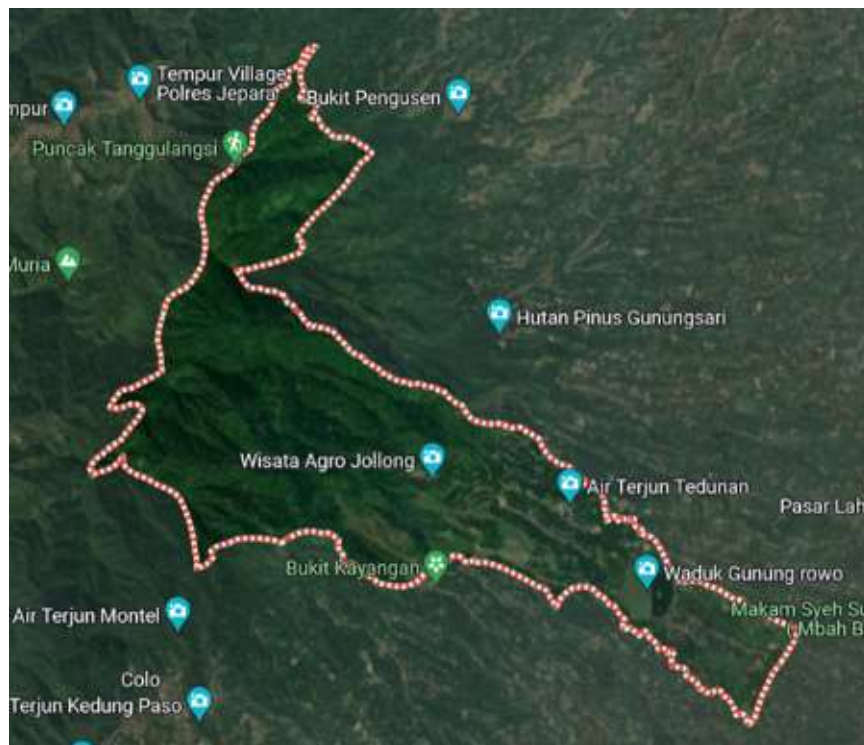 Tempur Village
Polres Jepara
Bukit Pengusen
mpur
Puncak Tanggulangsi
Muria
Hutan Pinus Gunungsari
Wisata Agro Jollong
Air Terjun Tedunan
Pasar Lah
Bukit Kayangan
Waduk Gunung rowo
Air Terjun Montel
Makam Syeh Su
( Mbah B
Colo
Terjun Kedung Paso